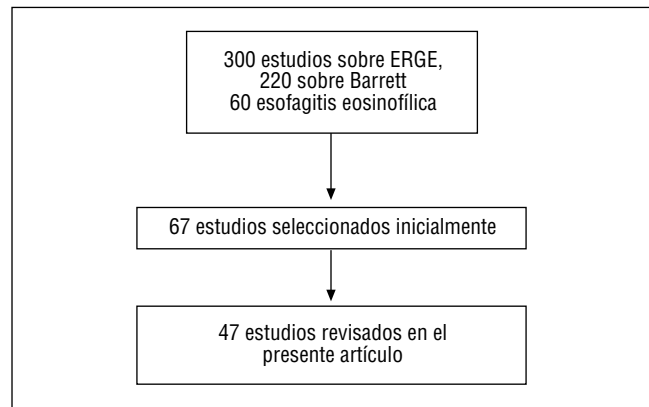 300 estudios sobre ERGE,
220 sobre Barrett
60 esofagitis eosinofílica
67 estudios seleccionados inicialmente
47 estudios revisados en el
presente artículo